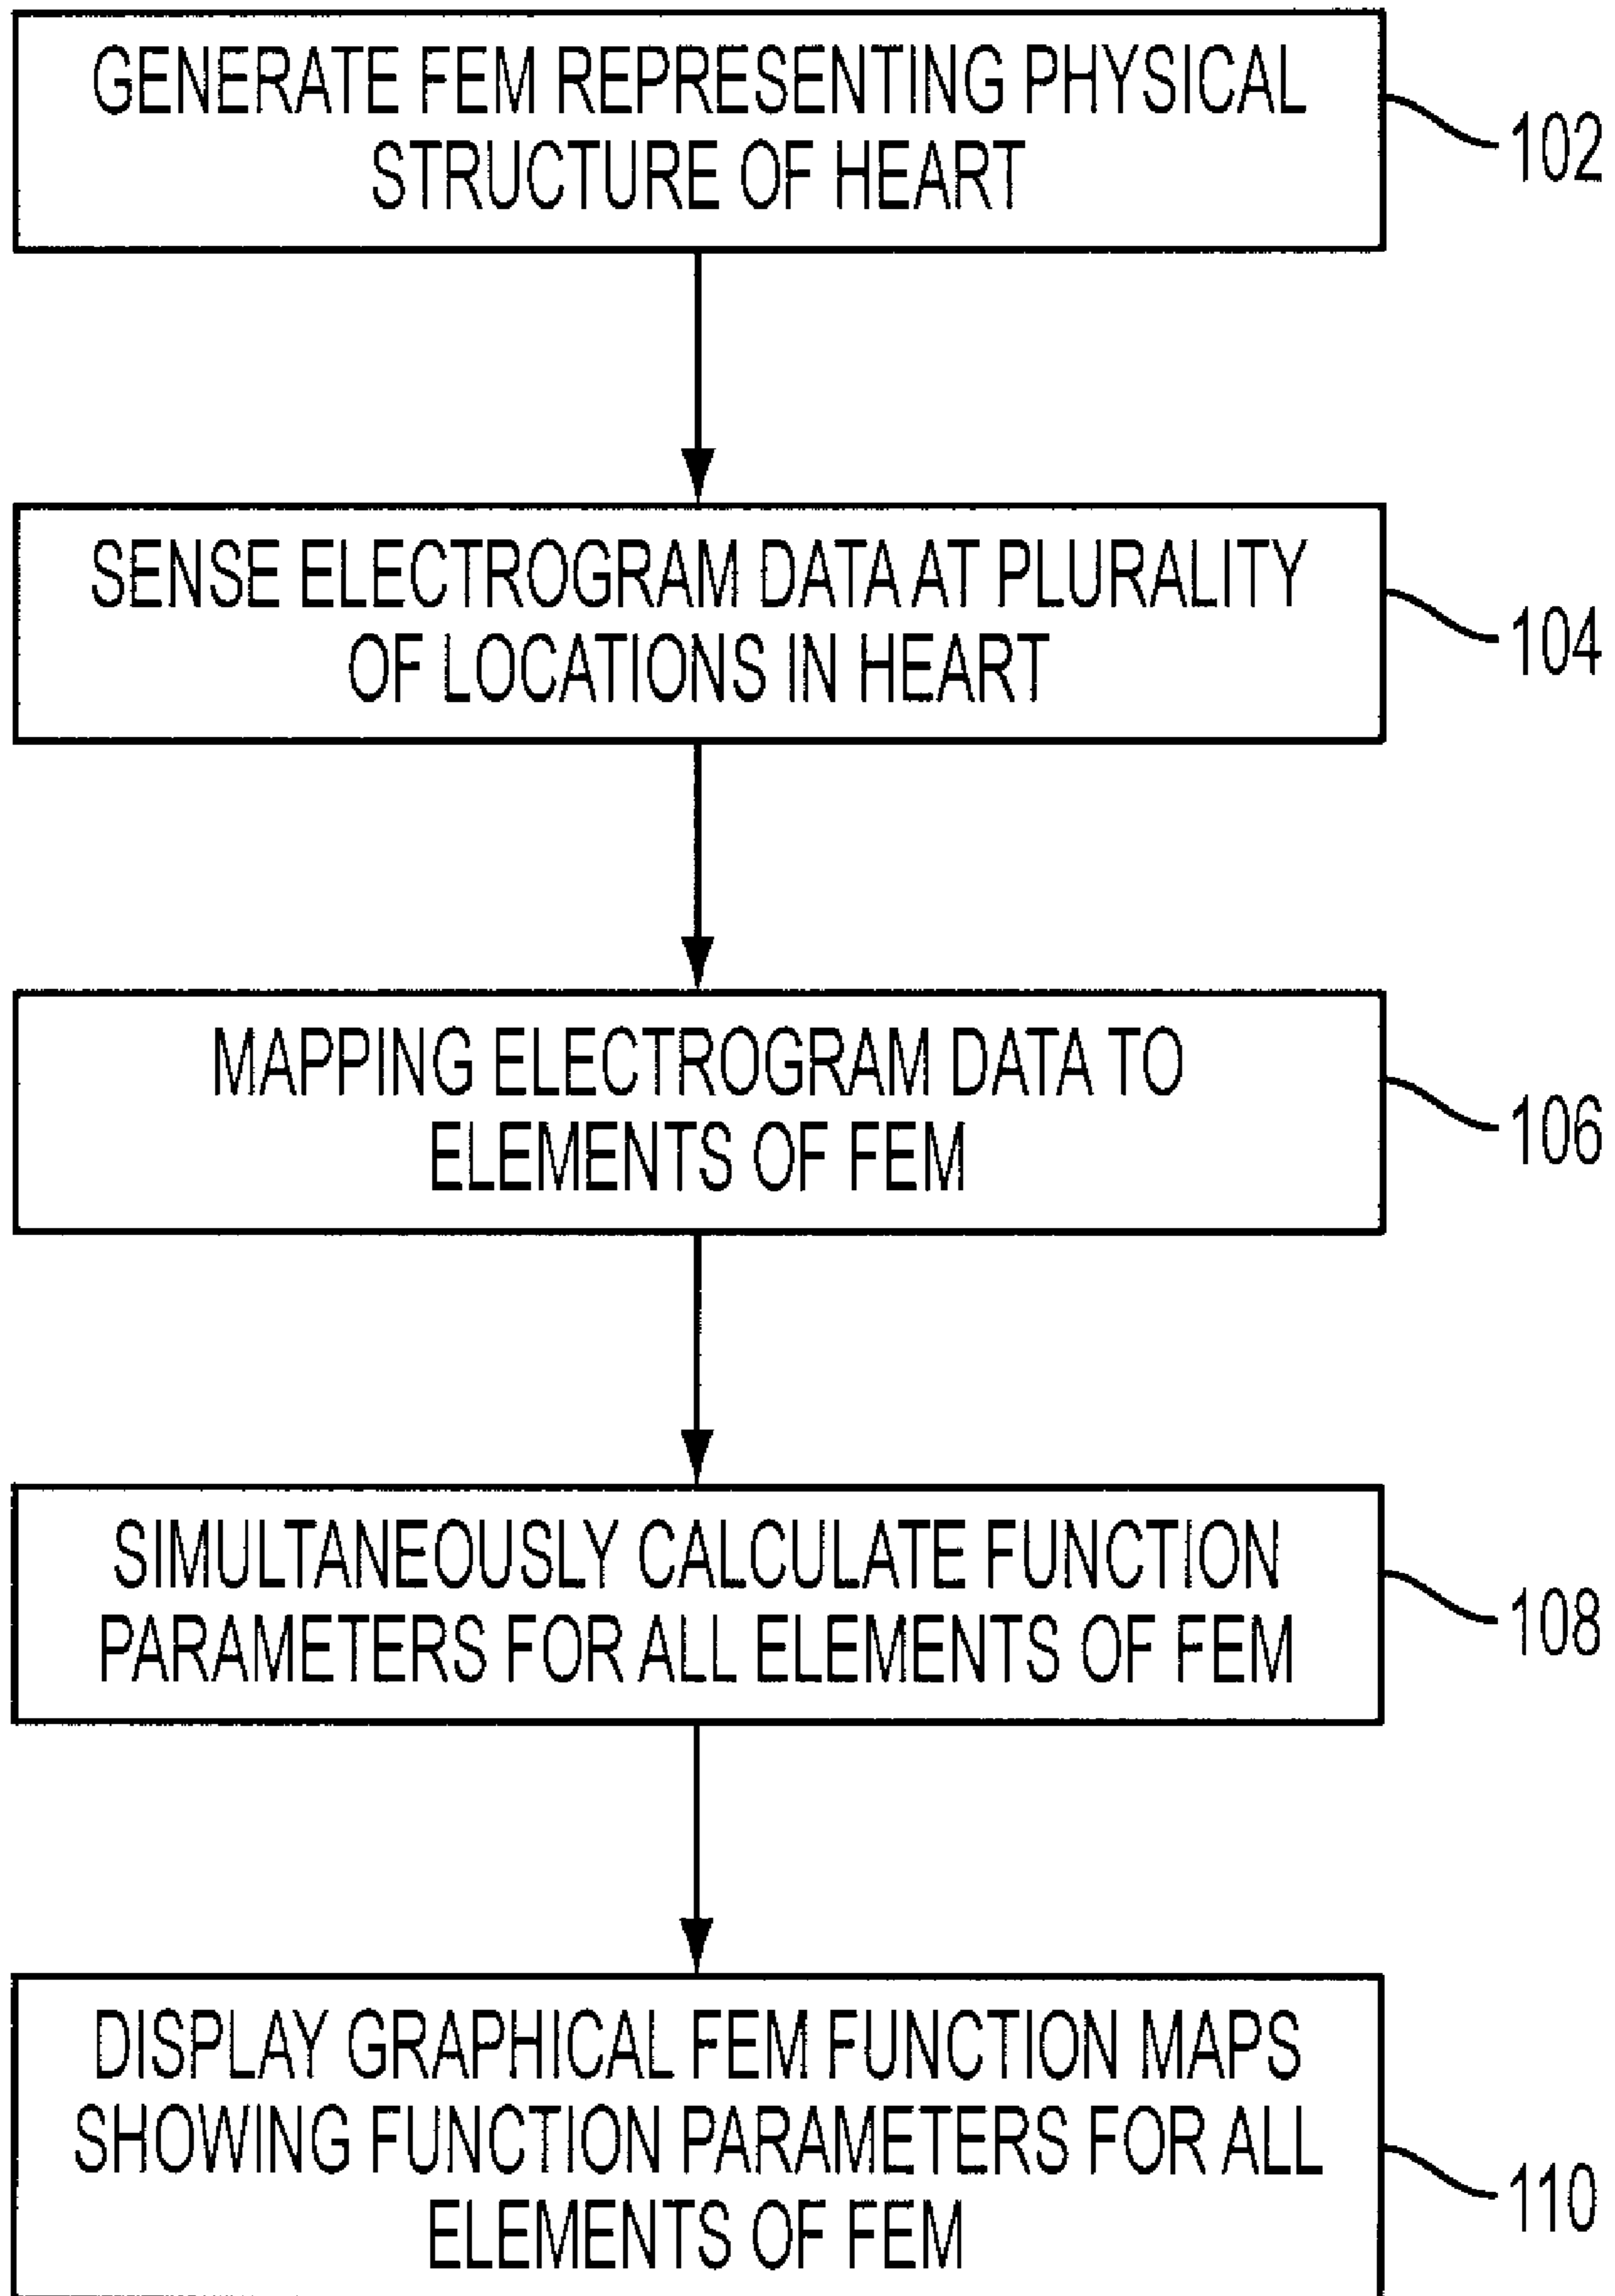 GENERATE FEM REPRESENTING PHYSICAL
STRUCTURE OF HEART
102
SENSE ELECTROGRAM DATA AT PLURALITY
OF LOCATIONS IN HEART
104
MAPPING ELECTROGRAM DATA TO
ELEMENTS OF FEM
106
SIMULTANEOUSLY CALCULATE FUNCTION
PARAMETERS FOR ALL ELEMENTS OF FEM
108
DISPLAY GRAPHICAL FEM FUNCTION MAPS
SHOWING FUNCTION PARAMETERS FOR ALL
ELEMENTS OF FEM
110